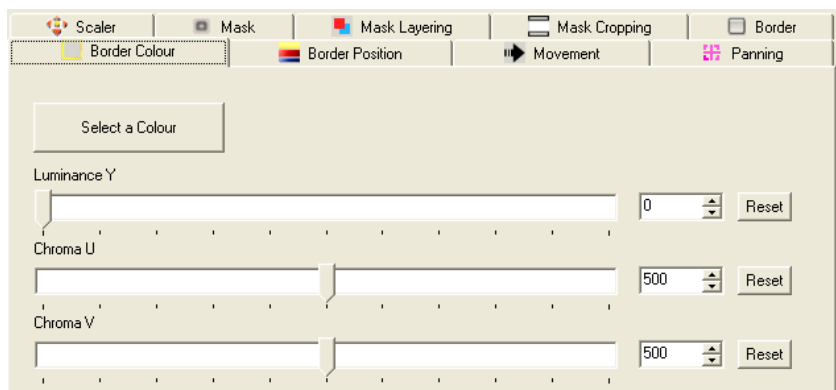 Scaler Mask Mask Layering Mask Cropping Border
Border Colour Border Position Movement Panning
Select a Colour
Luminance Y
0 Reset
Chroma U
500 Reset
Chroma V
500 Reset